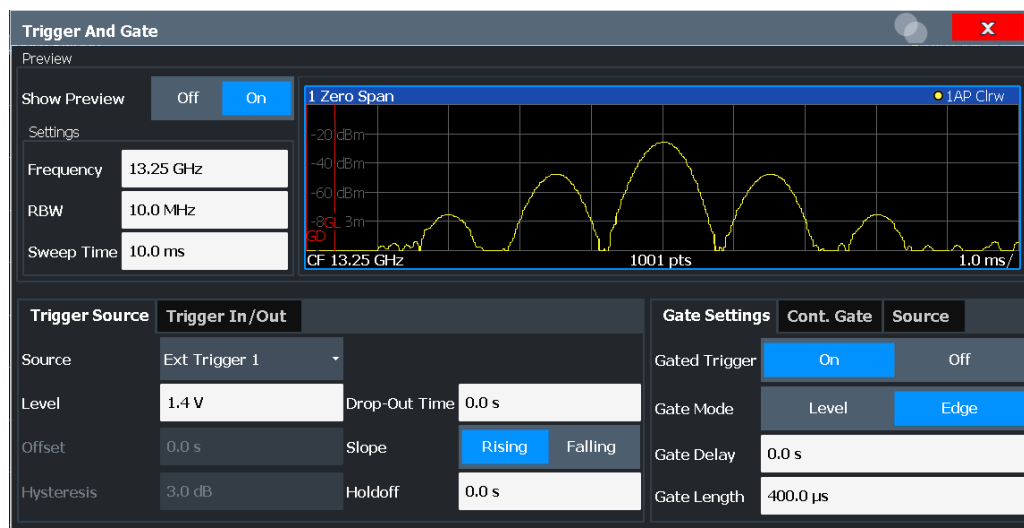 Trigger And Gate
X
Preview
Show Preview Off On
Settings
Frequency 13.25 GHz
RBW 10.0 MHz
Sweep Time 10.0 ms
1 Zero Span 1AP Clrw
-20 dBm
-40 dBm
-60 dBm
GL
GD
CF 13.25 GHz 1001 pts 1.0 ms/
Trigger Source Trigger In/Out
Source Ext Trigger 1
Level 1.4 V Drop-Out Time 0.0 s
Offset 0.0 s Slope Rising Falling
Hysteresis 3.0 dB Holdoff 0.0 s
Gate Settings Cont. Gate Source
Gated Trigger On Off
Gate Mode Level Edge
Gate Delay 0.0 s
Gate Length 400.0 µs